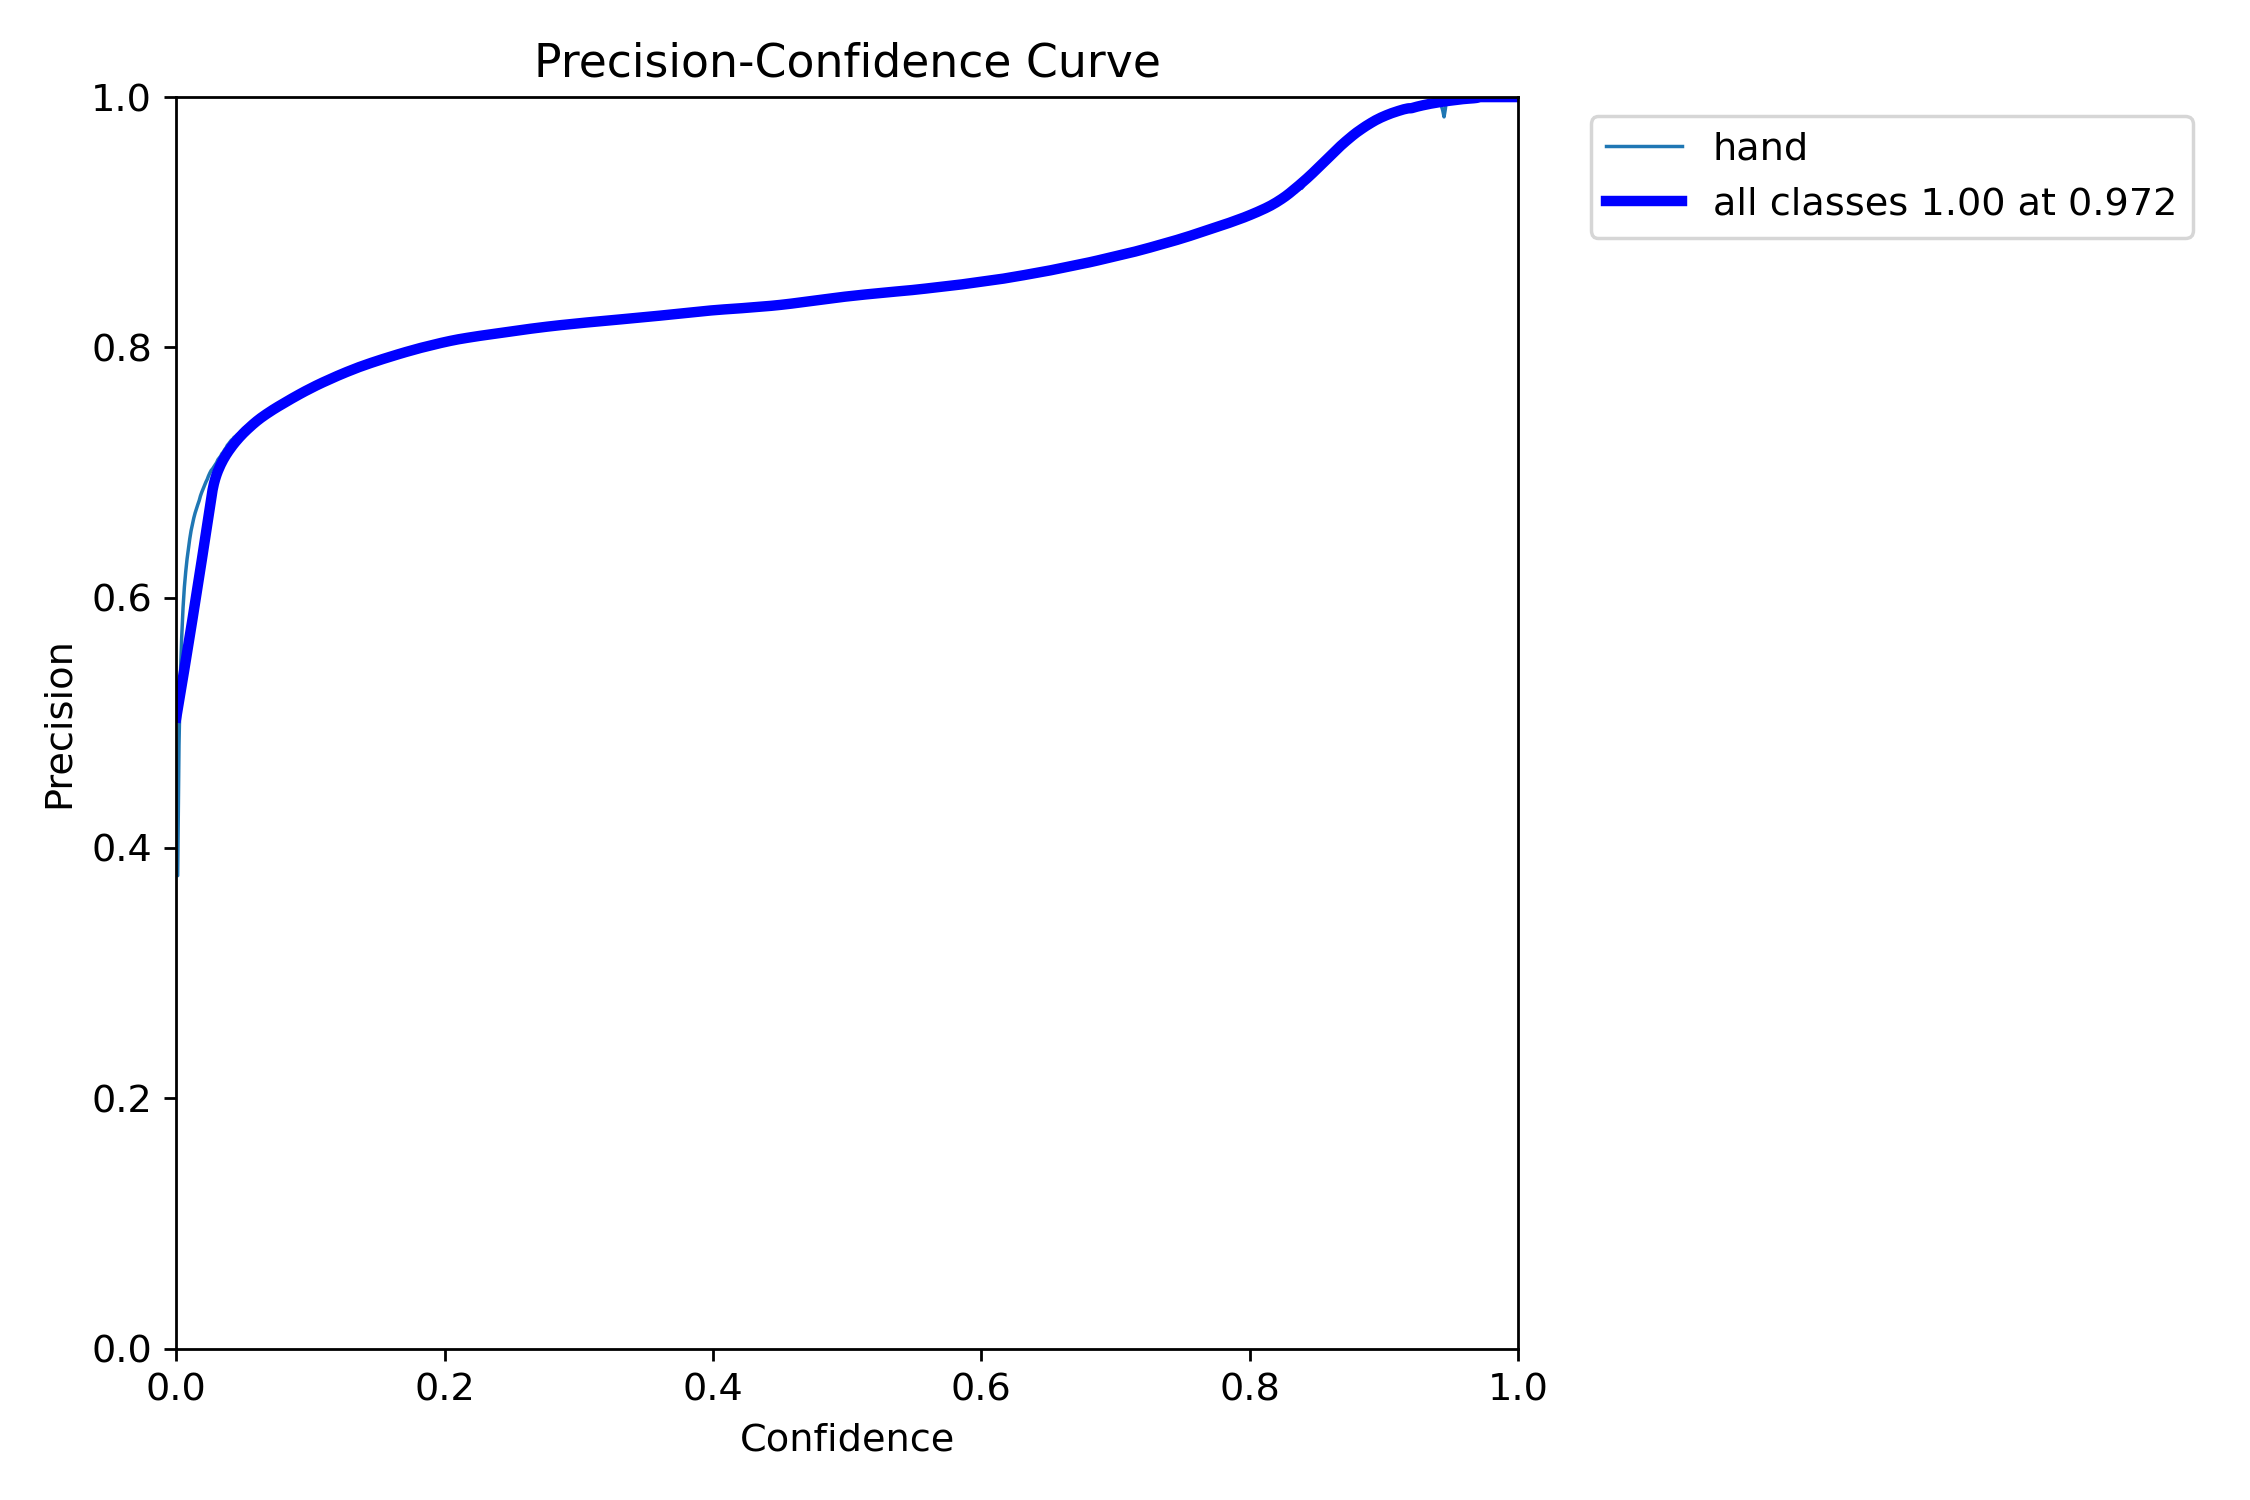 Precision-Confidence Curve
1.0
0.8
0.6
0.4
0.2
0.0
Precision
0.0 0.2 0.4 0.6 0.8 1.0
Confidence
hand
all classes 1.00 at 0.972